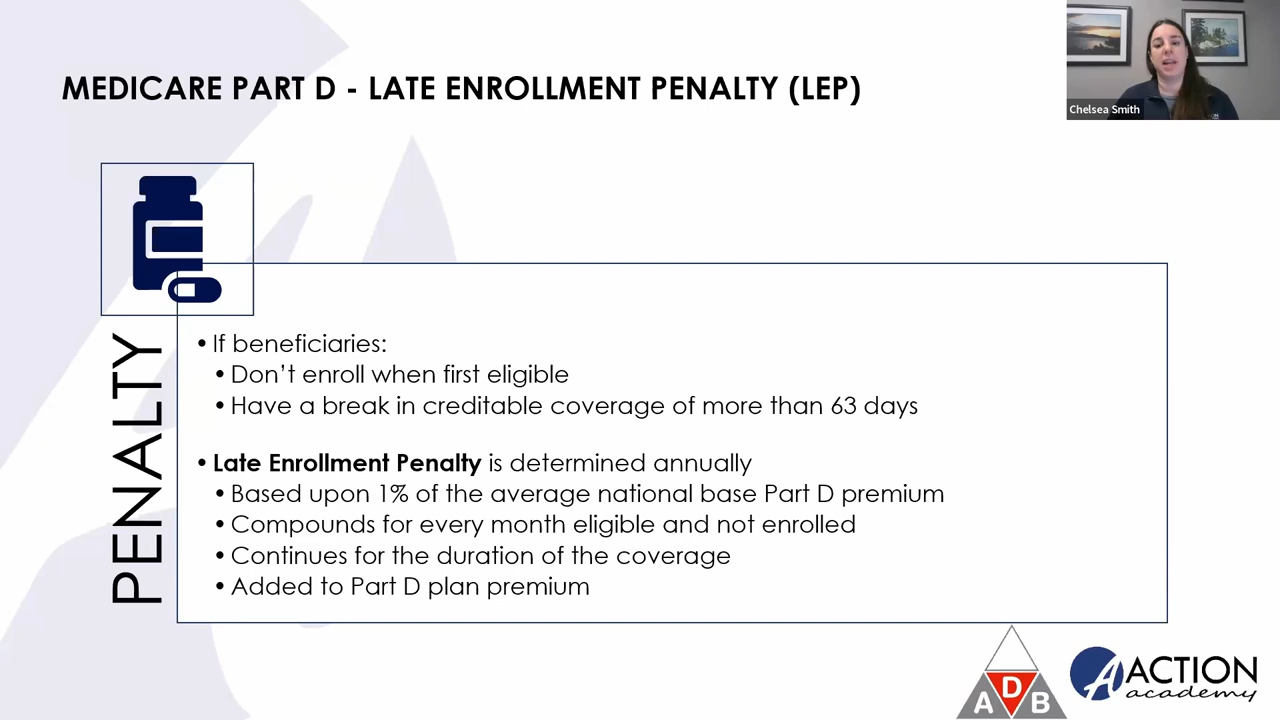 MEDICARE PART D - LATE ENROLLMENT PENALTY (LEP)
Chelsea Smith
PENALTY
• If beneficiaries:
• Don’t enroll when first eligible
• Have a break in creditable coverage of more than 63 days
• Late Enrollment Penalty is determined annually
• Based upon 1% of the average national base Part D premium
• Compounds for every month eligible and not enrolled
• Continues for the duration of the coverage
• Added to Part D plan premium
A D B
A ACTION
academy